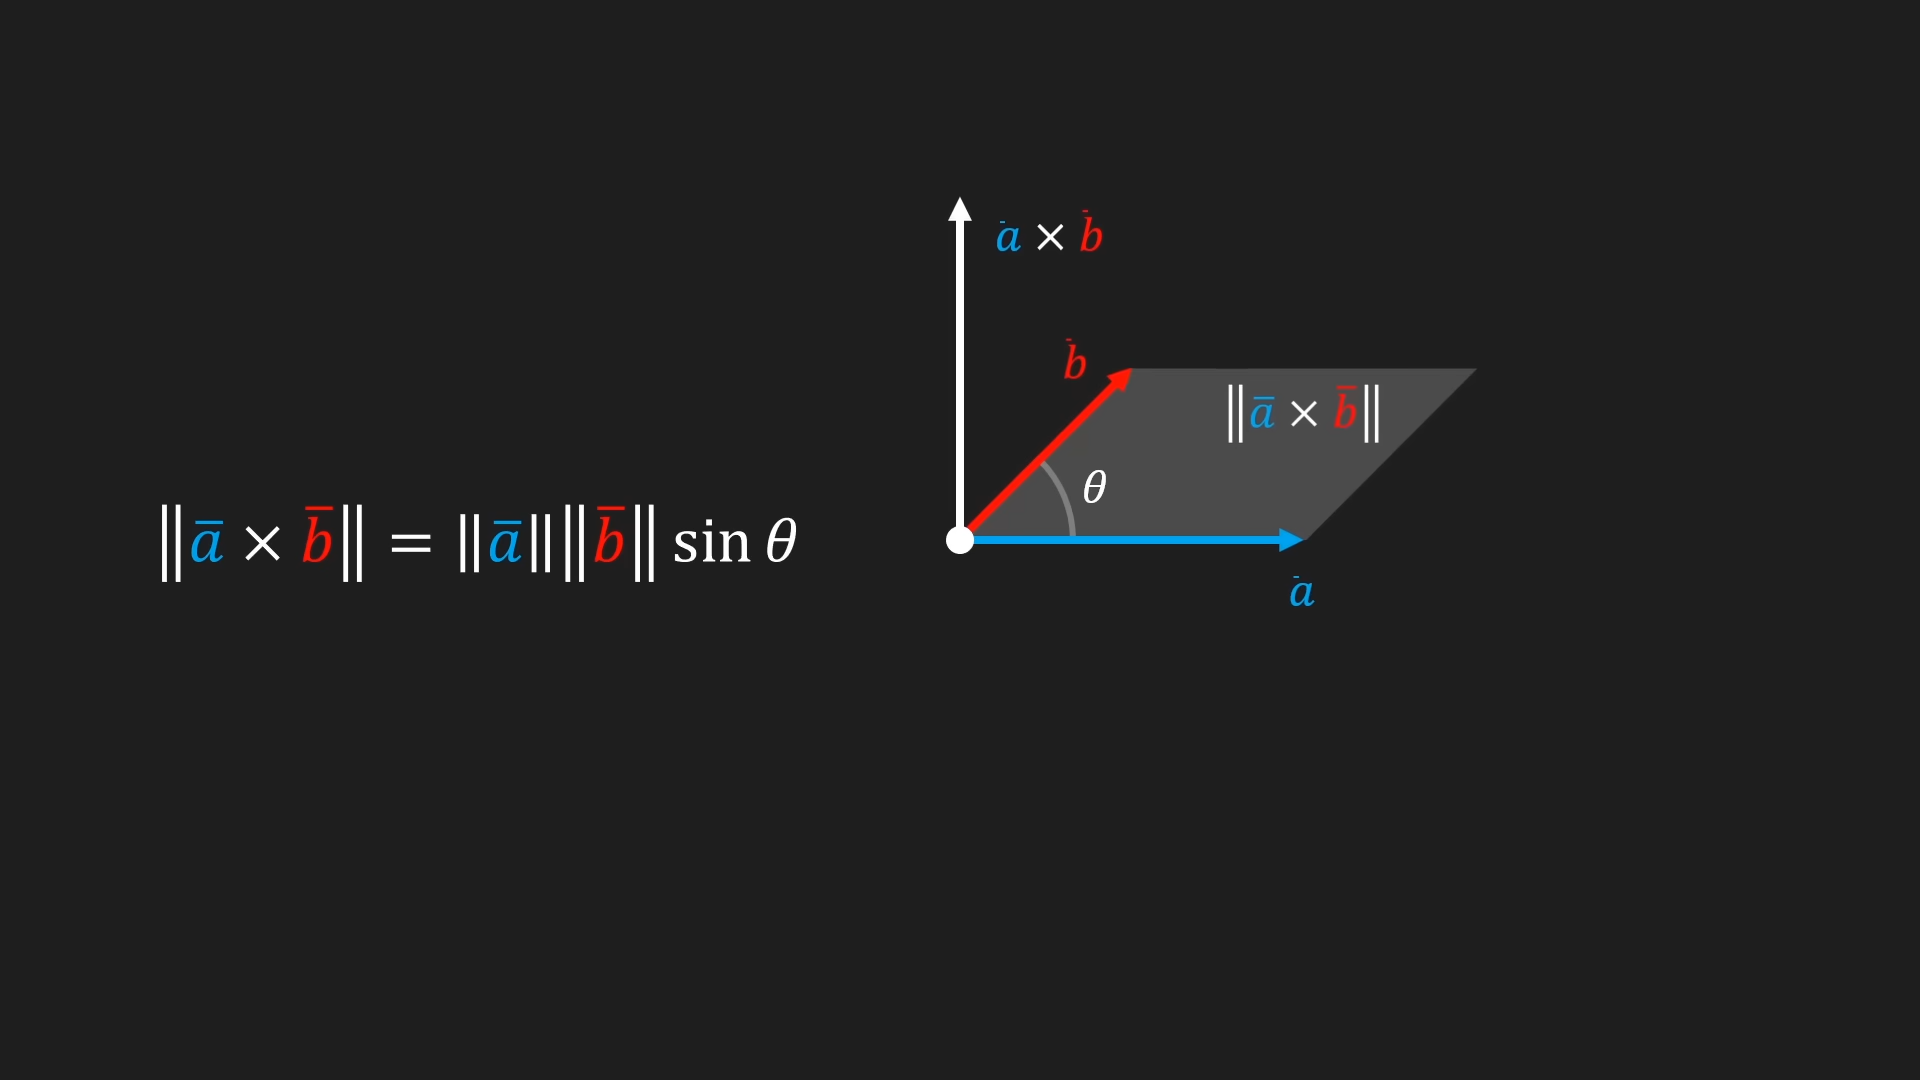 ‖a̅ × b̅‖ = ‖a̅‖‖b̅‖ sin θ
a̅ × b̅
b̅
‖a̅ × b̅‖
θ
a̅